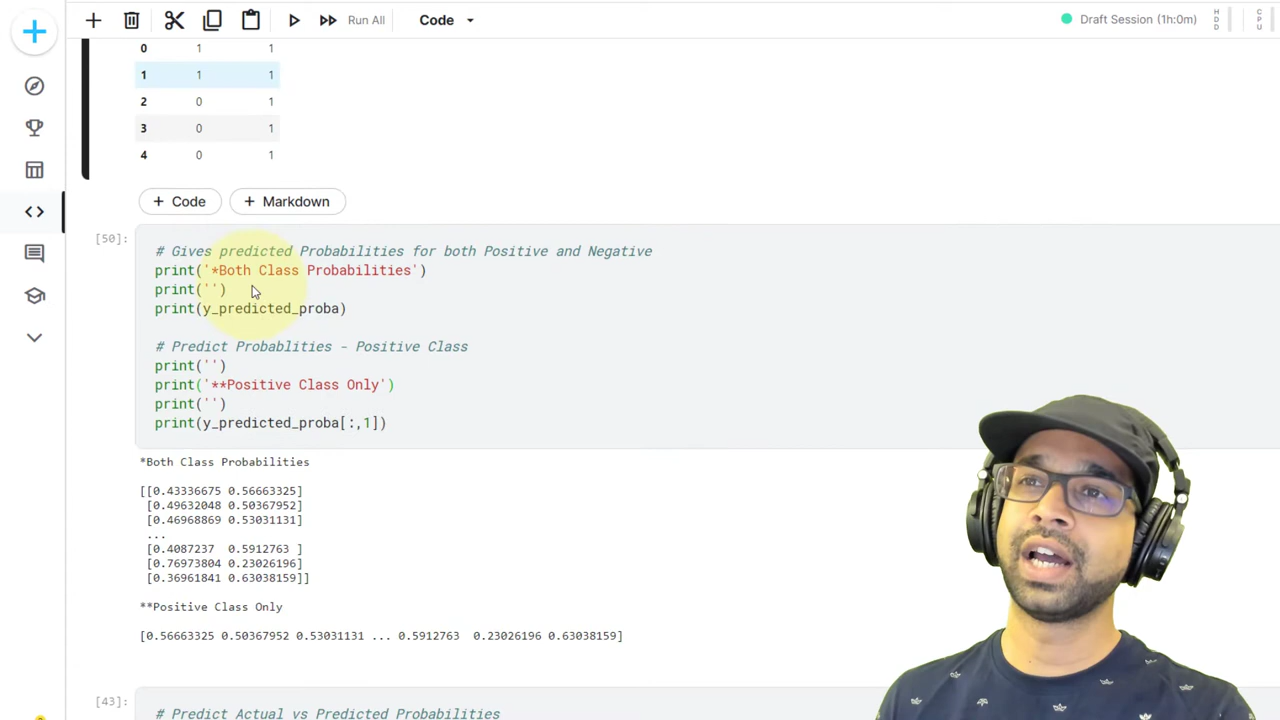 Run All
Code
Draft Session (1h:0m)
HDD
CPU
0 1 1
1 1 1
2 0 1
3 0 1
4 0 1
+ Code
+ Markdown
[50]:
# Gives predicted Probabilities for both Positive and Negative
print('*Both Class Probabilities')
print('')
print(y_predicted_proba)
# Predict Probablities - Positive Class
print('')
print('**Positive Class Only')
print('')
print(y_predicted_proba[:,1])
*Both Class Probabilities
[[0.43336675 0.56663325]
[0.49632048 0.50367952]
[0.46968869 0.53031131]
...
[0.4087237  0.5912763 ]
[0.76973804 0.23026196]
[0.36961841 0.63038159]]
**Positive Class Only
[0.56663325 0.50367952 0.53031131 ... 0.5912763  0.23026196 0.63038159]
[43]:
# Predict Actual vs Predicted Probabilities